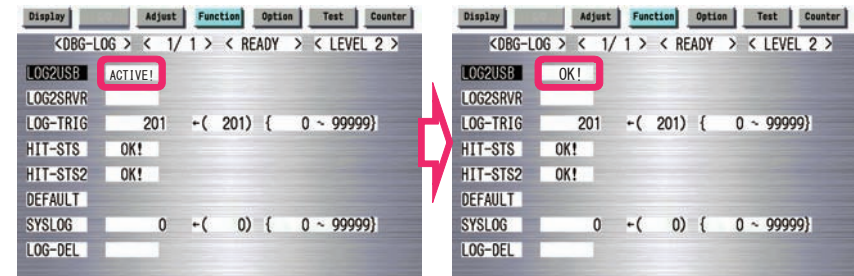 Display Adjust Function Option Test Counter
<DBG-LOG > < 1/ 1 > < READY > < LEVEL 2 >
LOG2USB ACTIVE!
LOG2SRVR
LOG-TRIG 201 ←( 201) { 0 ~ 99999}
HIT-STS OK!
HIT-STS2 OK!
DEFAULT
SYSLOG 0 ←( 0) { 0 ~ 99999}
LOG-DEL
Display Adjust Function Option Test Counter
<DBG-LOG > < 1/ 1 > < READY > < LEVEL 2 >
LOG2USB OK!
LOG2SRVR
LOG-TRIG 201 ←( 201) { 0 ~ 99999}
HIT-STS OK!
HIT-STS2 OK!
DEFAULT
SYSLOG 0 ←( 0) { 0 ~ 99999}
LOG-DEL